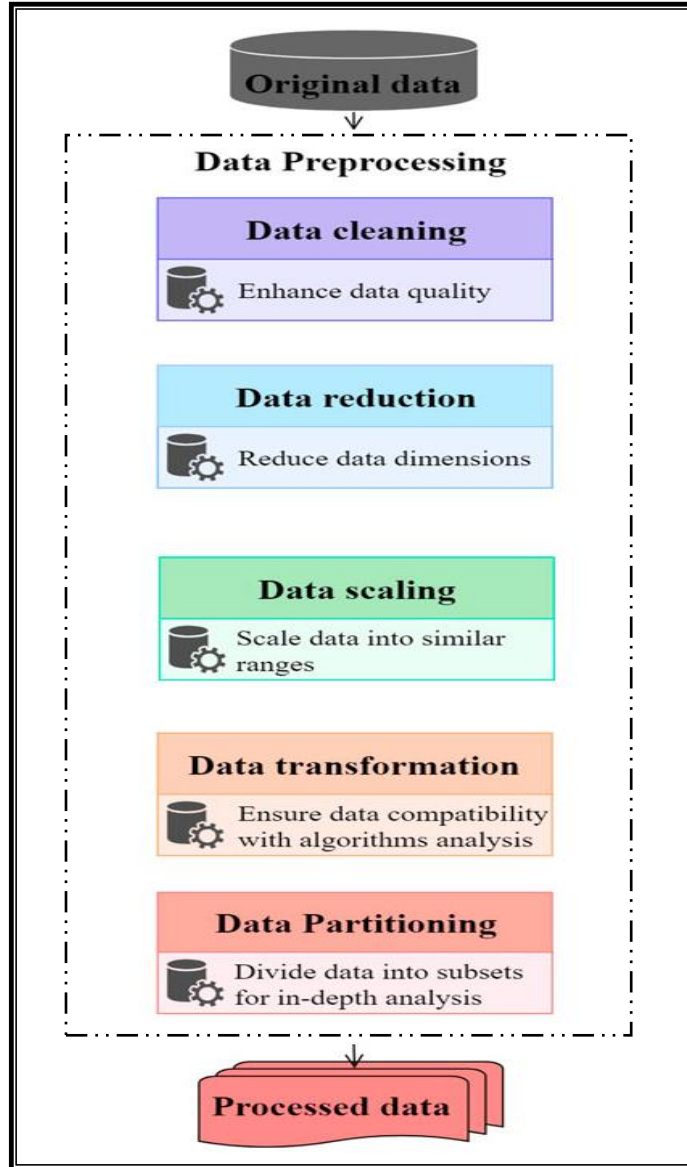 Original data
Data Preprocessing
Data cleaning
Enhance data quality
Data reduction
Reduce data dimensions
Data scaling
Scale data into similar
ranges
Data transformation
Ensure data compatibility
with algorithms analysis
Data Partitioning
Divide data into subsets
for in-depth analysis
Processed data